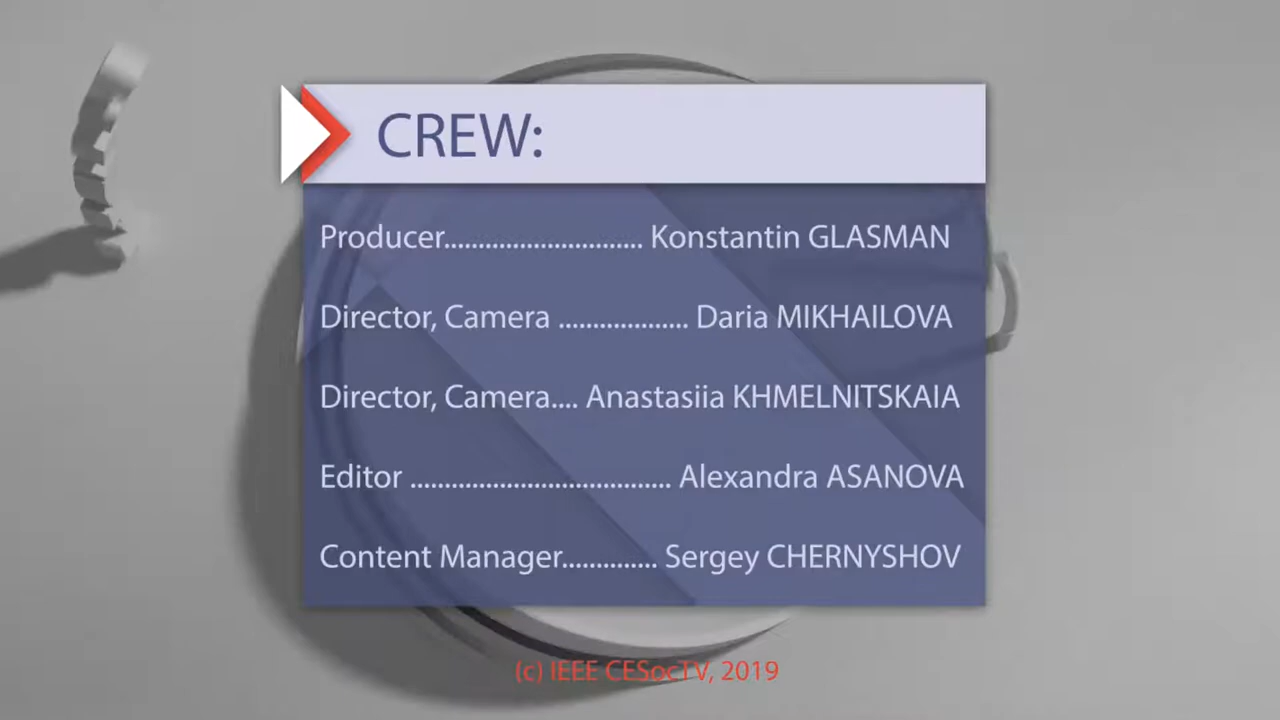 CREW:
Producer............................. Konstantin GLASMAN
Director, Camera ................... Daria MIKHAILOVA
Director, Camera.... Anastasiia KHMELNITSKAIA
Editor ...................................... Alexandra ASANOVA
Content Manager.............. Sergey CHERNYSHOV
(c) IEEE CESocTV, 2019